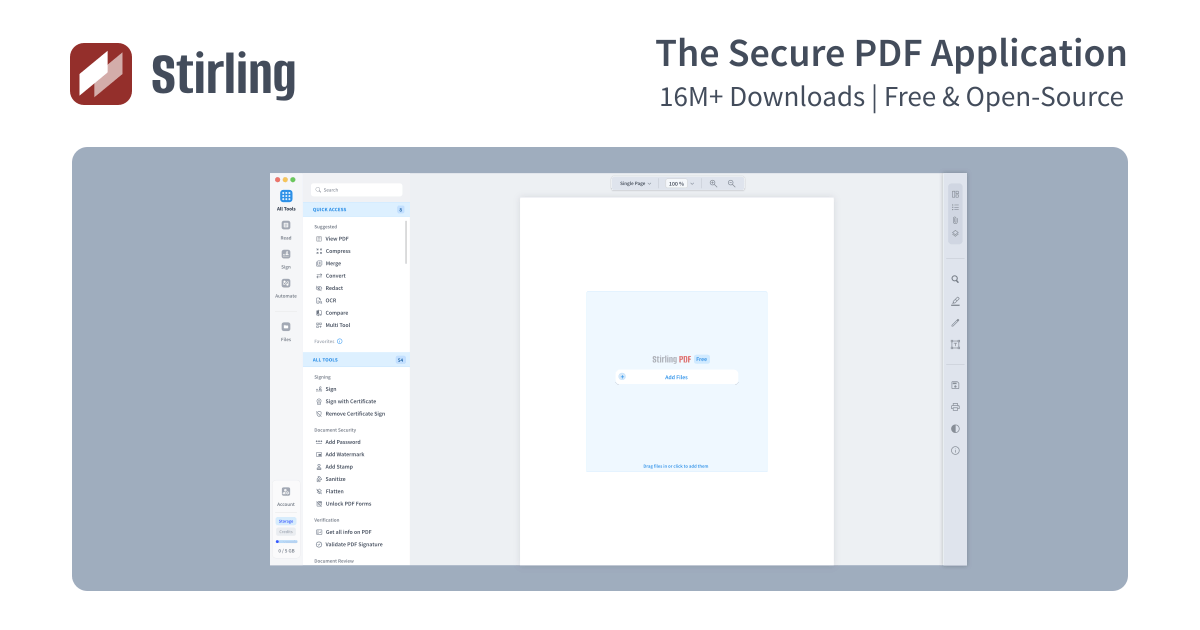 Stirling
The Secure PDF Application
16M+ Downloads | Free & Open-Source
All Tools
Read
Sign
Automate
Files
Account
Storage
Credits
0 / 5 GB
Search
QUICK ACCESS 8
Suggested
View PDF
Compress
Merge
Convert
Redact
OCR
Compare
Multi Tool
Favorites
ALL TOOLS 54
Signing
Sign
Sign with Certificate
Remove Certificate Sign
Document Security
Add Password
Add Watermark
Add Stamp
Sanitize
Flatten
Unlock PDF Forms
Verification
Get all info on PDF
Validate PDF Signature
Document Review
Single Page 100 %
Stirling PDF Free
Add Files
Drag files in or click to add them